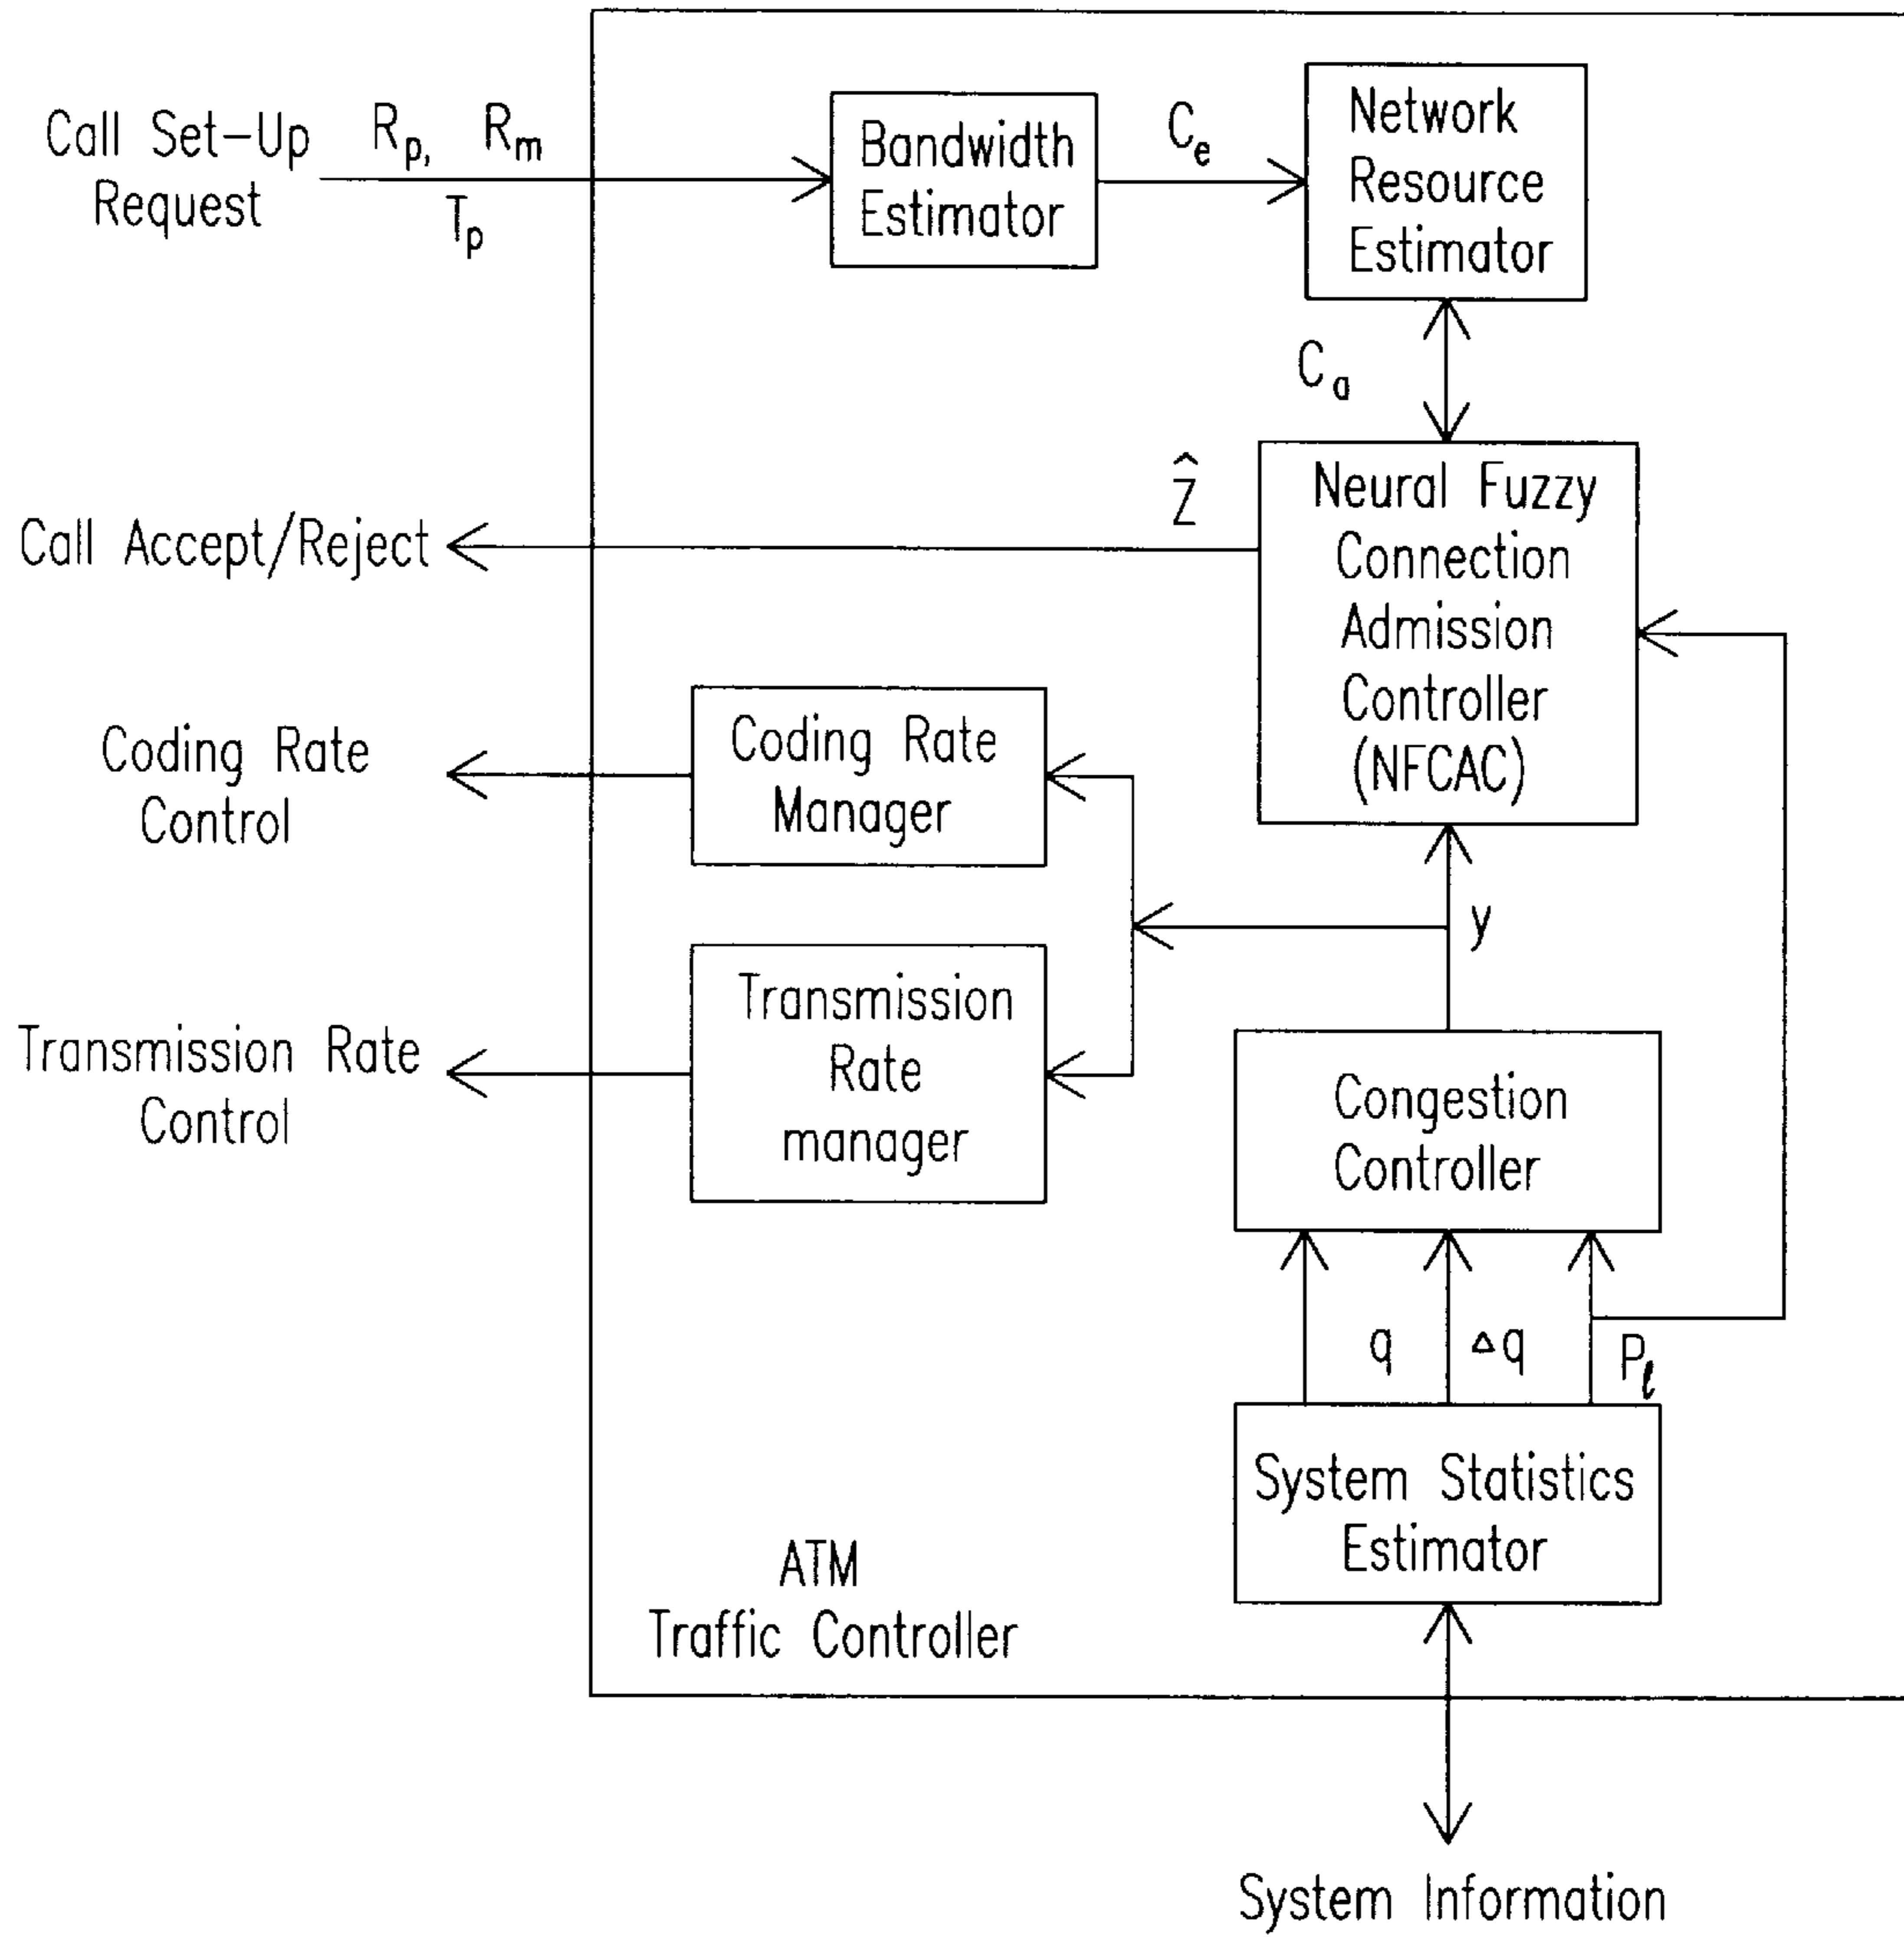 Call Set-Up
Request
Rp, Rm
Tp
Bandwidth
Estimator
Ce
Network
Resource
Estimator
Ca
Ẑ
Call Accept/Reject
Neural Fuzzy
Connection
Admission
Controller
(NFCAC)
Coding Rate
Control
Coding Rate
Manager
y
Transmission Rate
Control
Transmission
Rate
manager
Congestion
Controller
q Δq Pℓ
System Statistics
Estimator
ATM
Traffic Controller
System Information